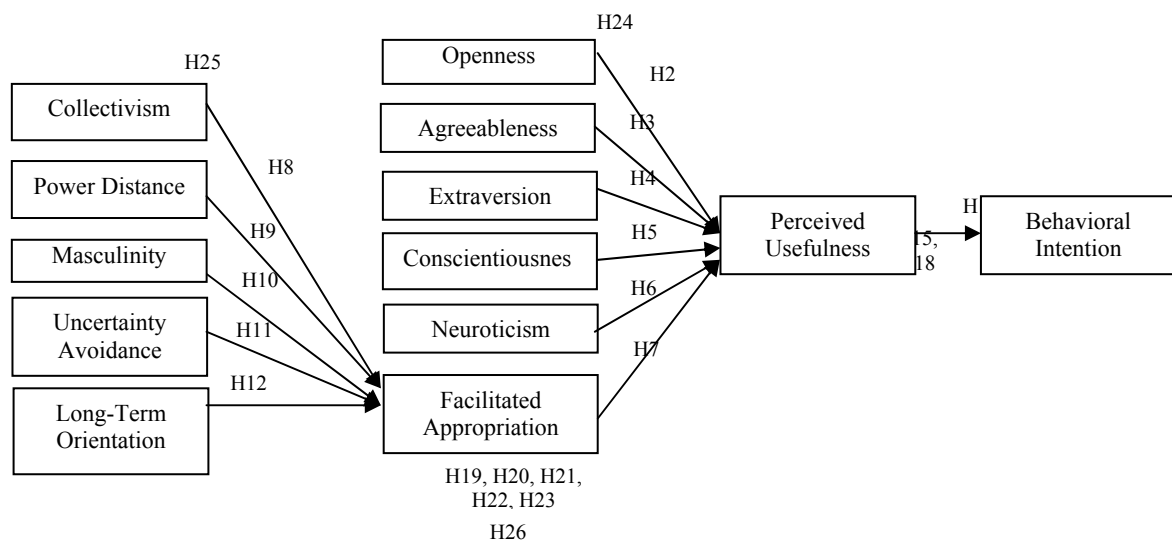 H24
Openness
H2
H25
Collectivism
Agreeableness
H3
H8
Power Distance
Extraversion
H4
Perceived
Usefulness
H
Behavioral
Intention
H9
Masculinity
Conscientiousnes
H5
15,
18
H10
H6
Uncertainty
Avoidance
Neuroticism
H11
H7
H12
Long-Term
Orientation
Facilitated
Appropriation
H19, H20, H21,
H22, H23
H26